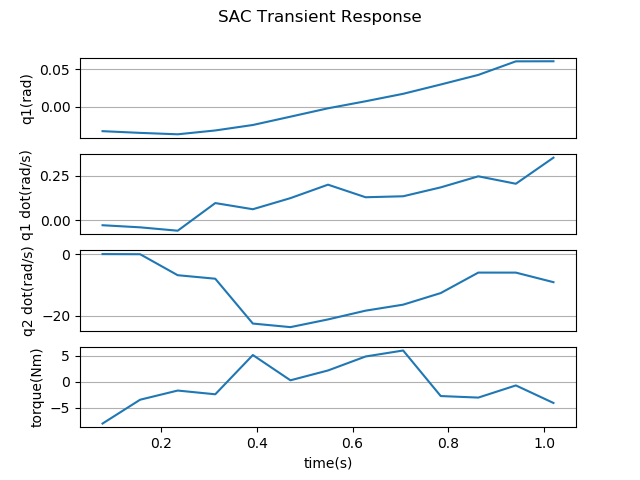 SAC Transient Response
0.05
0.00
q1(rad)
0.25
0.00
q1 dot(rad/s)
0
−20
q2 dot(rad/s)
5
0
−5
torque(Nm)
0.2 0.4 0.6 0.8 1.0
time(s)